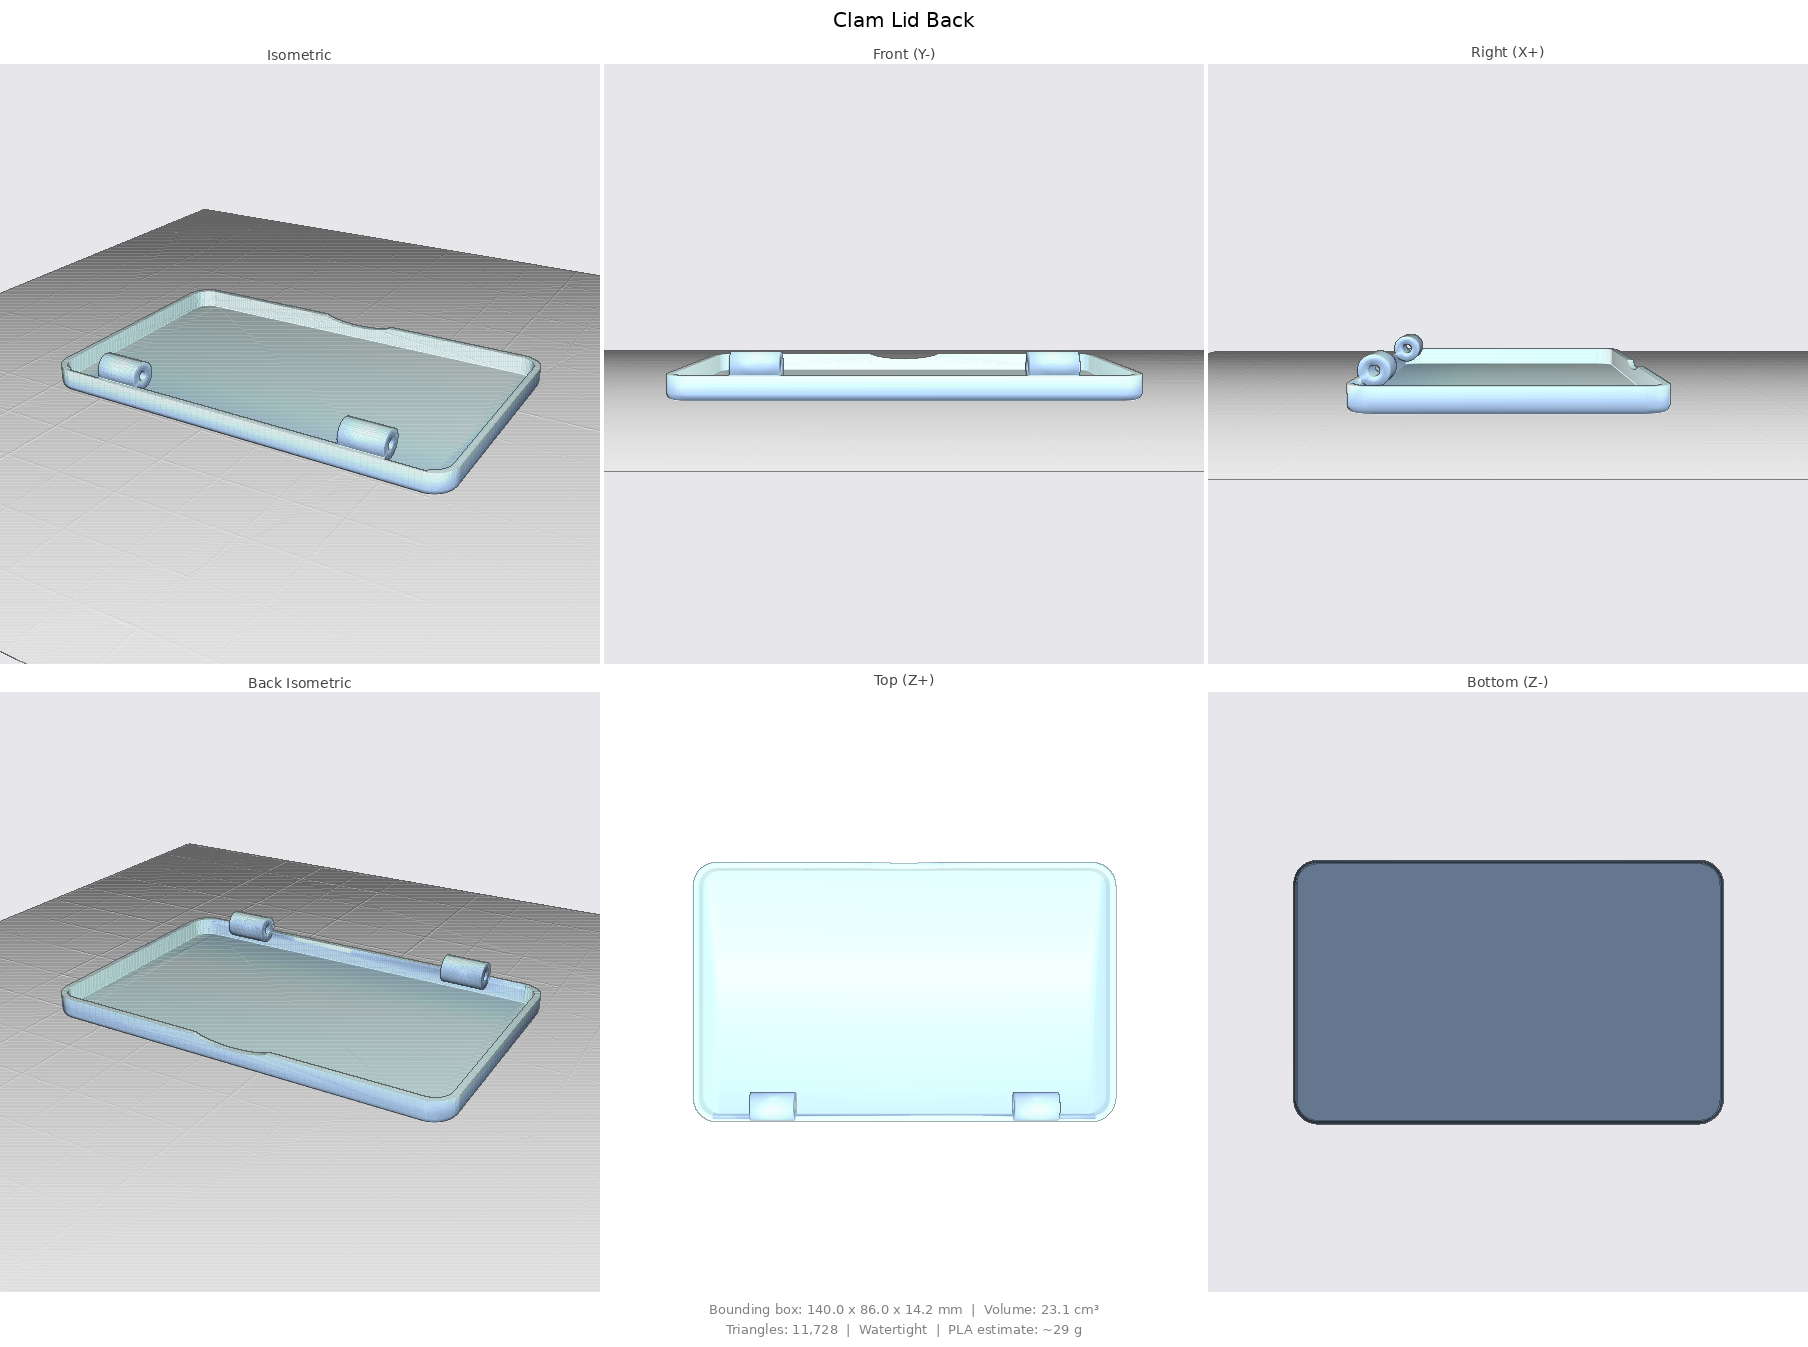 Clam Lid Back
Isometric
Front (Y-)
Right (X+)
Back Isometric
Top (Z+)
Bottom (Z-)
Bounding box: 140.0 x 86.0 x 14.2 mm | Volume: 23.1 cm³
Triangles: 11,728 | Watertight | PLA estimate: ~29 g